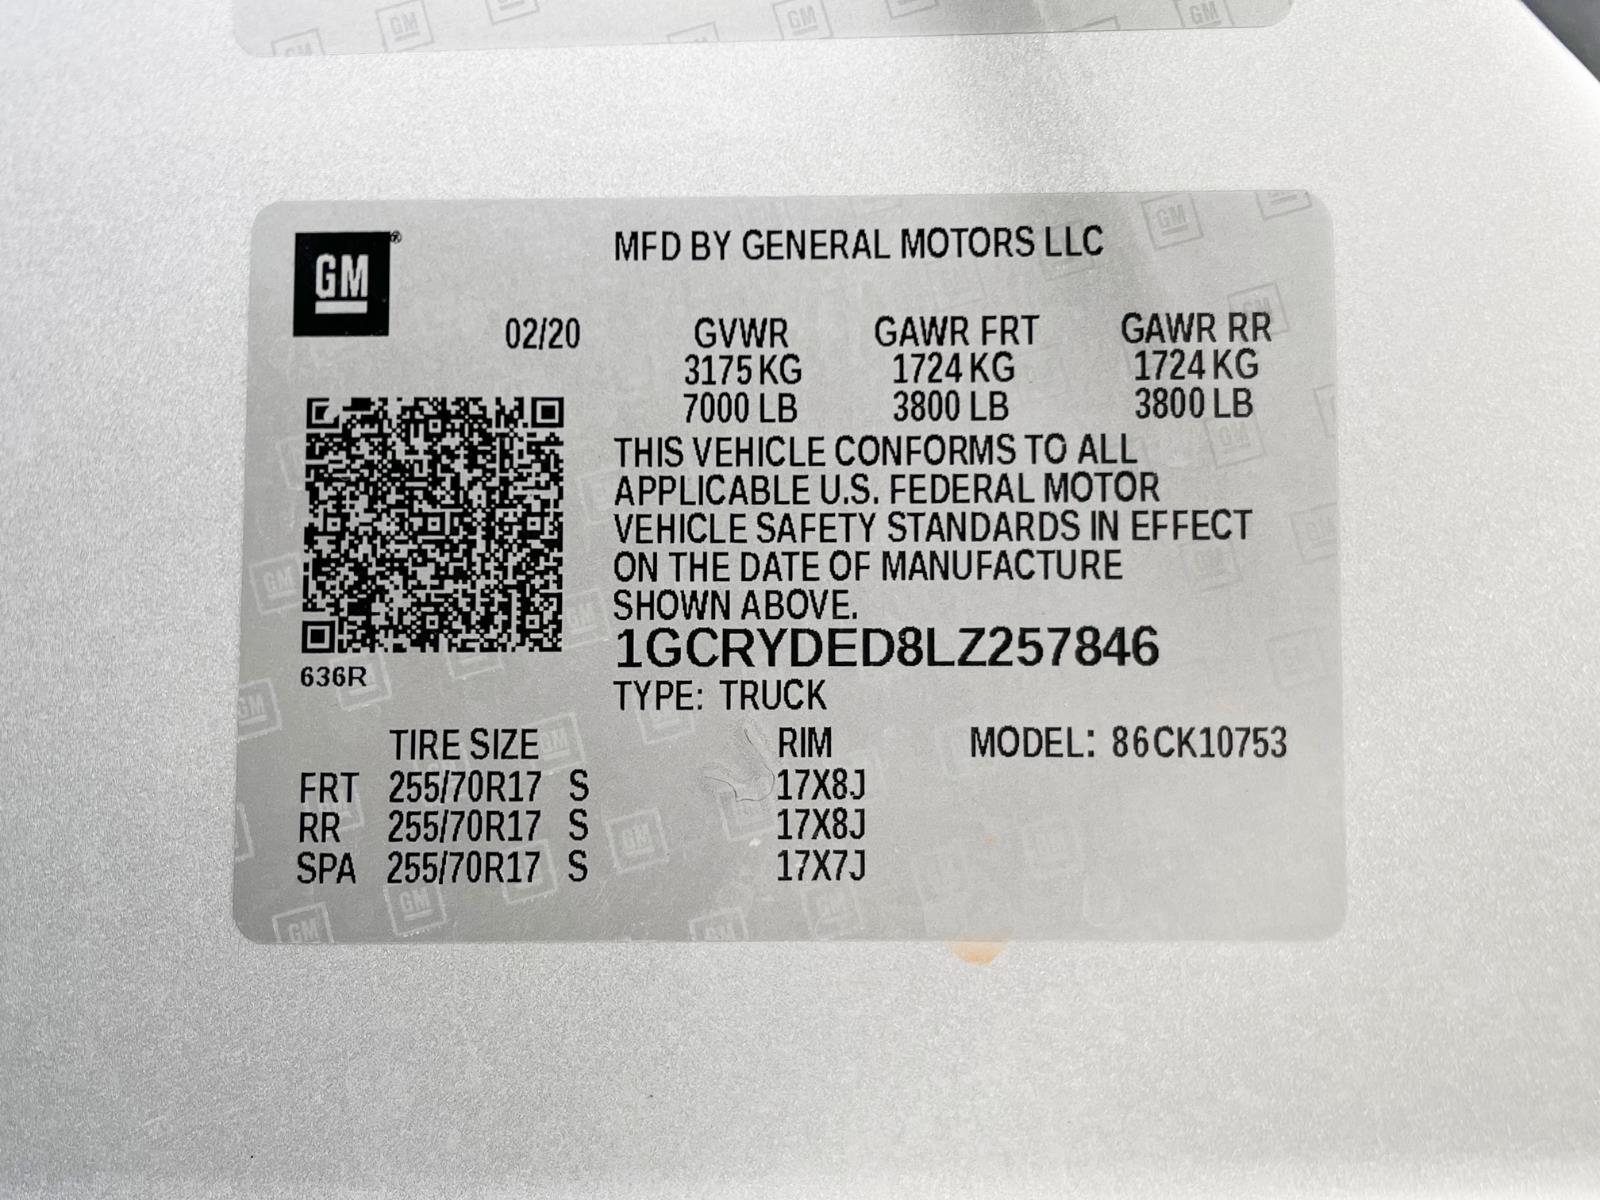 GM
MFD BY GENERAL MOTORS LLC
02/20
GVWR GAWR FRT GAWR RR
3175 KG 1724 KG 1724 KG
7000 LB 3800 LB 3800 LB
THIS VEHICLE CONFORMS TO ALL
APPLICABLE U.S. FEDERAL MOTOR
VEHICLE SAFETY STANDARDS IN EFFECT
ON THE DATE OF MANUFACTURE
SHOWN ABOVE.
1GCRYDED8LZ257846
636R
TYPE: TRUCK
TIRE SIZE RIM MODEL: 86CK10753
FRT 255/70R17 S 17X8J
RR 255/70R17 S 17X8J
SPA 255/70R17 S 17X7J